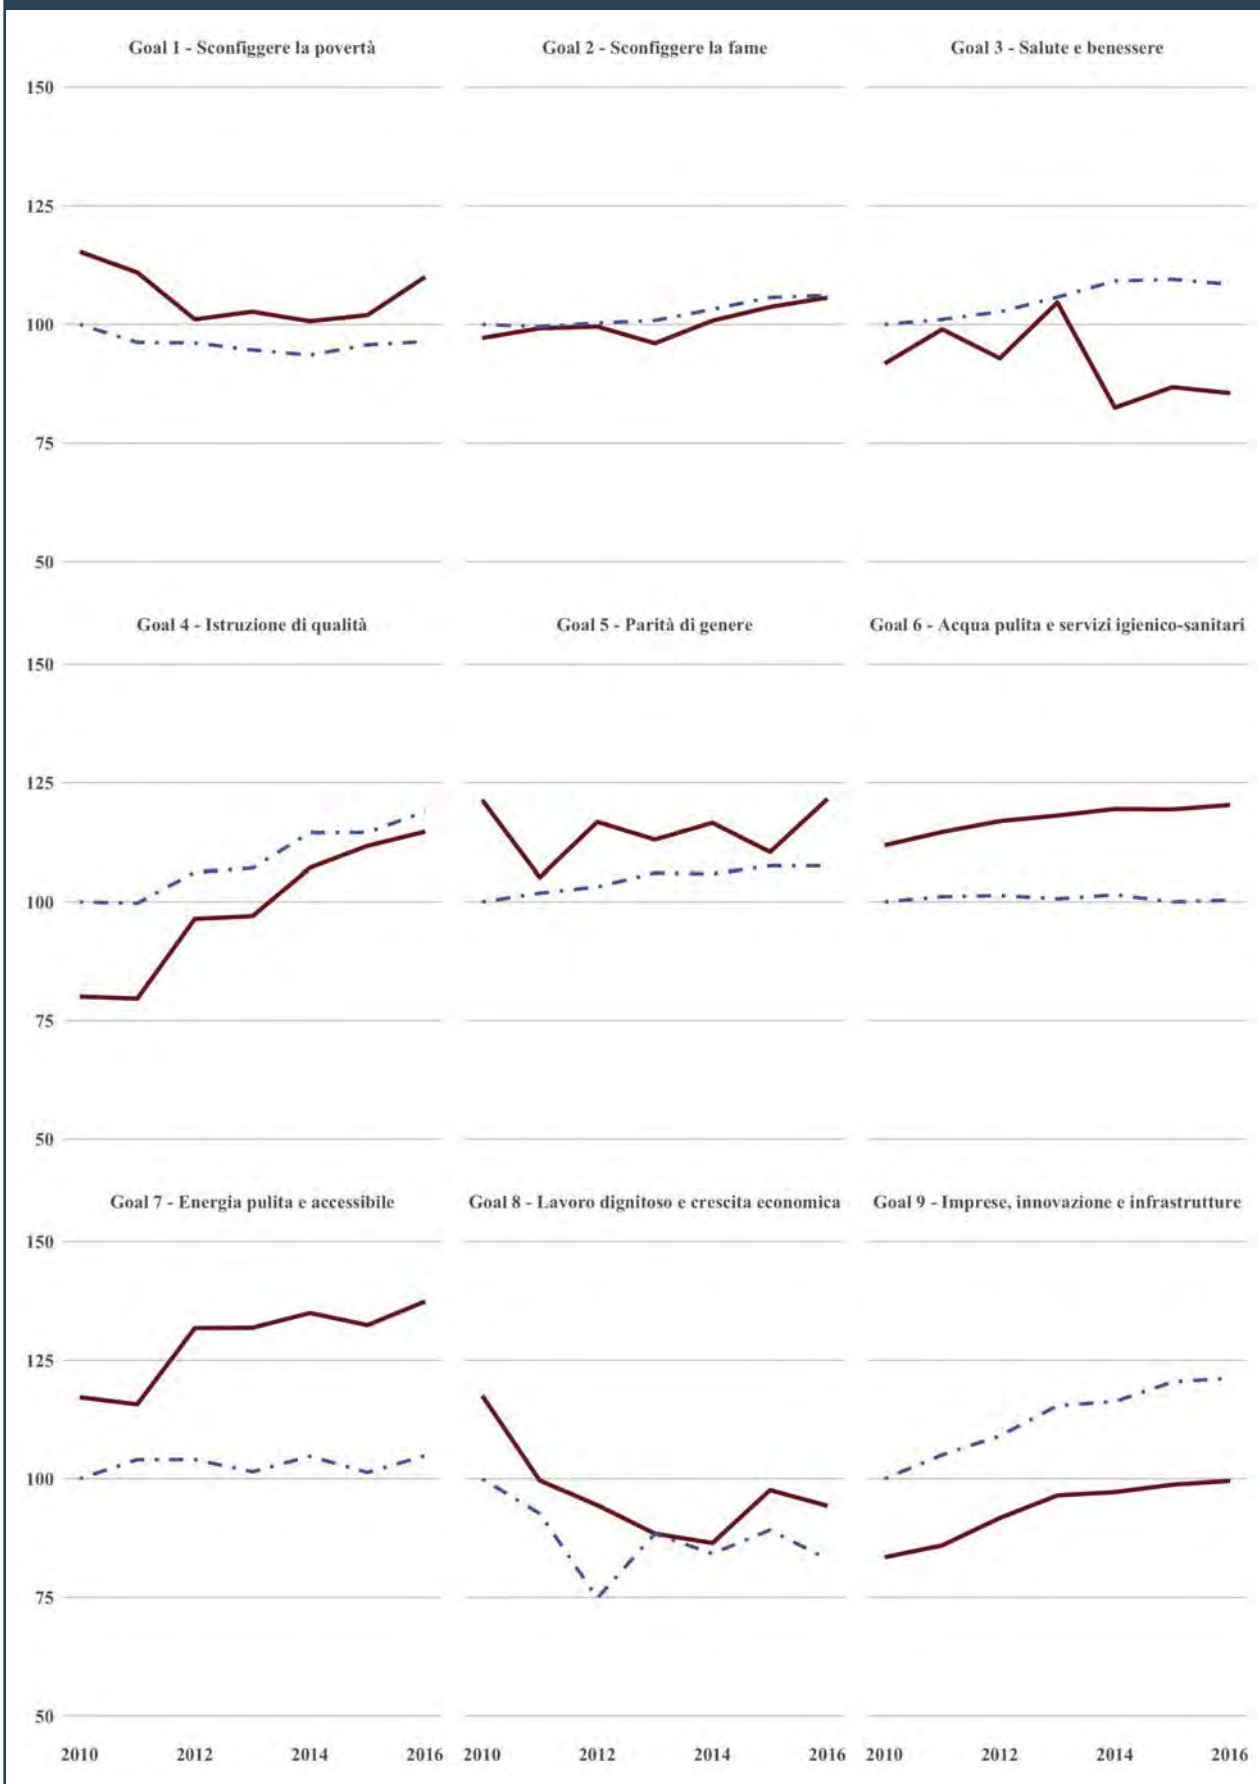 Goal 1 - Sconfiggere la povertà
Goal 2 - Sconfiggere la fame
Goal 3 - Salute e benessere
150
125
100
75
50
Goal 4 - Istruzione di qualità
Goal 5 - Parità di genere
Goal 6 - Acqua pulita e servizi igienico-sanitari
150
125
100
75
50
Goal 7 - Energia pulita e accessibile
Goal 8 - Lavoro dignitoso e crescita economica
Goal 9 - Imprese, innovazione e infrastrutture
150
125
100
75
50
2010 2012 2014 2016
2010 2012 2014 2016
2010 2012 2014 2016